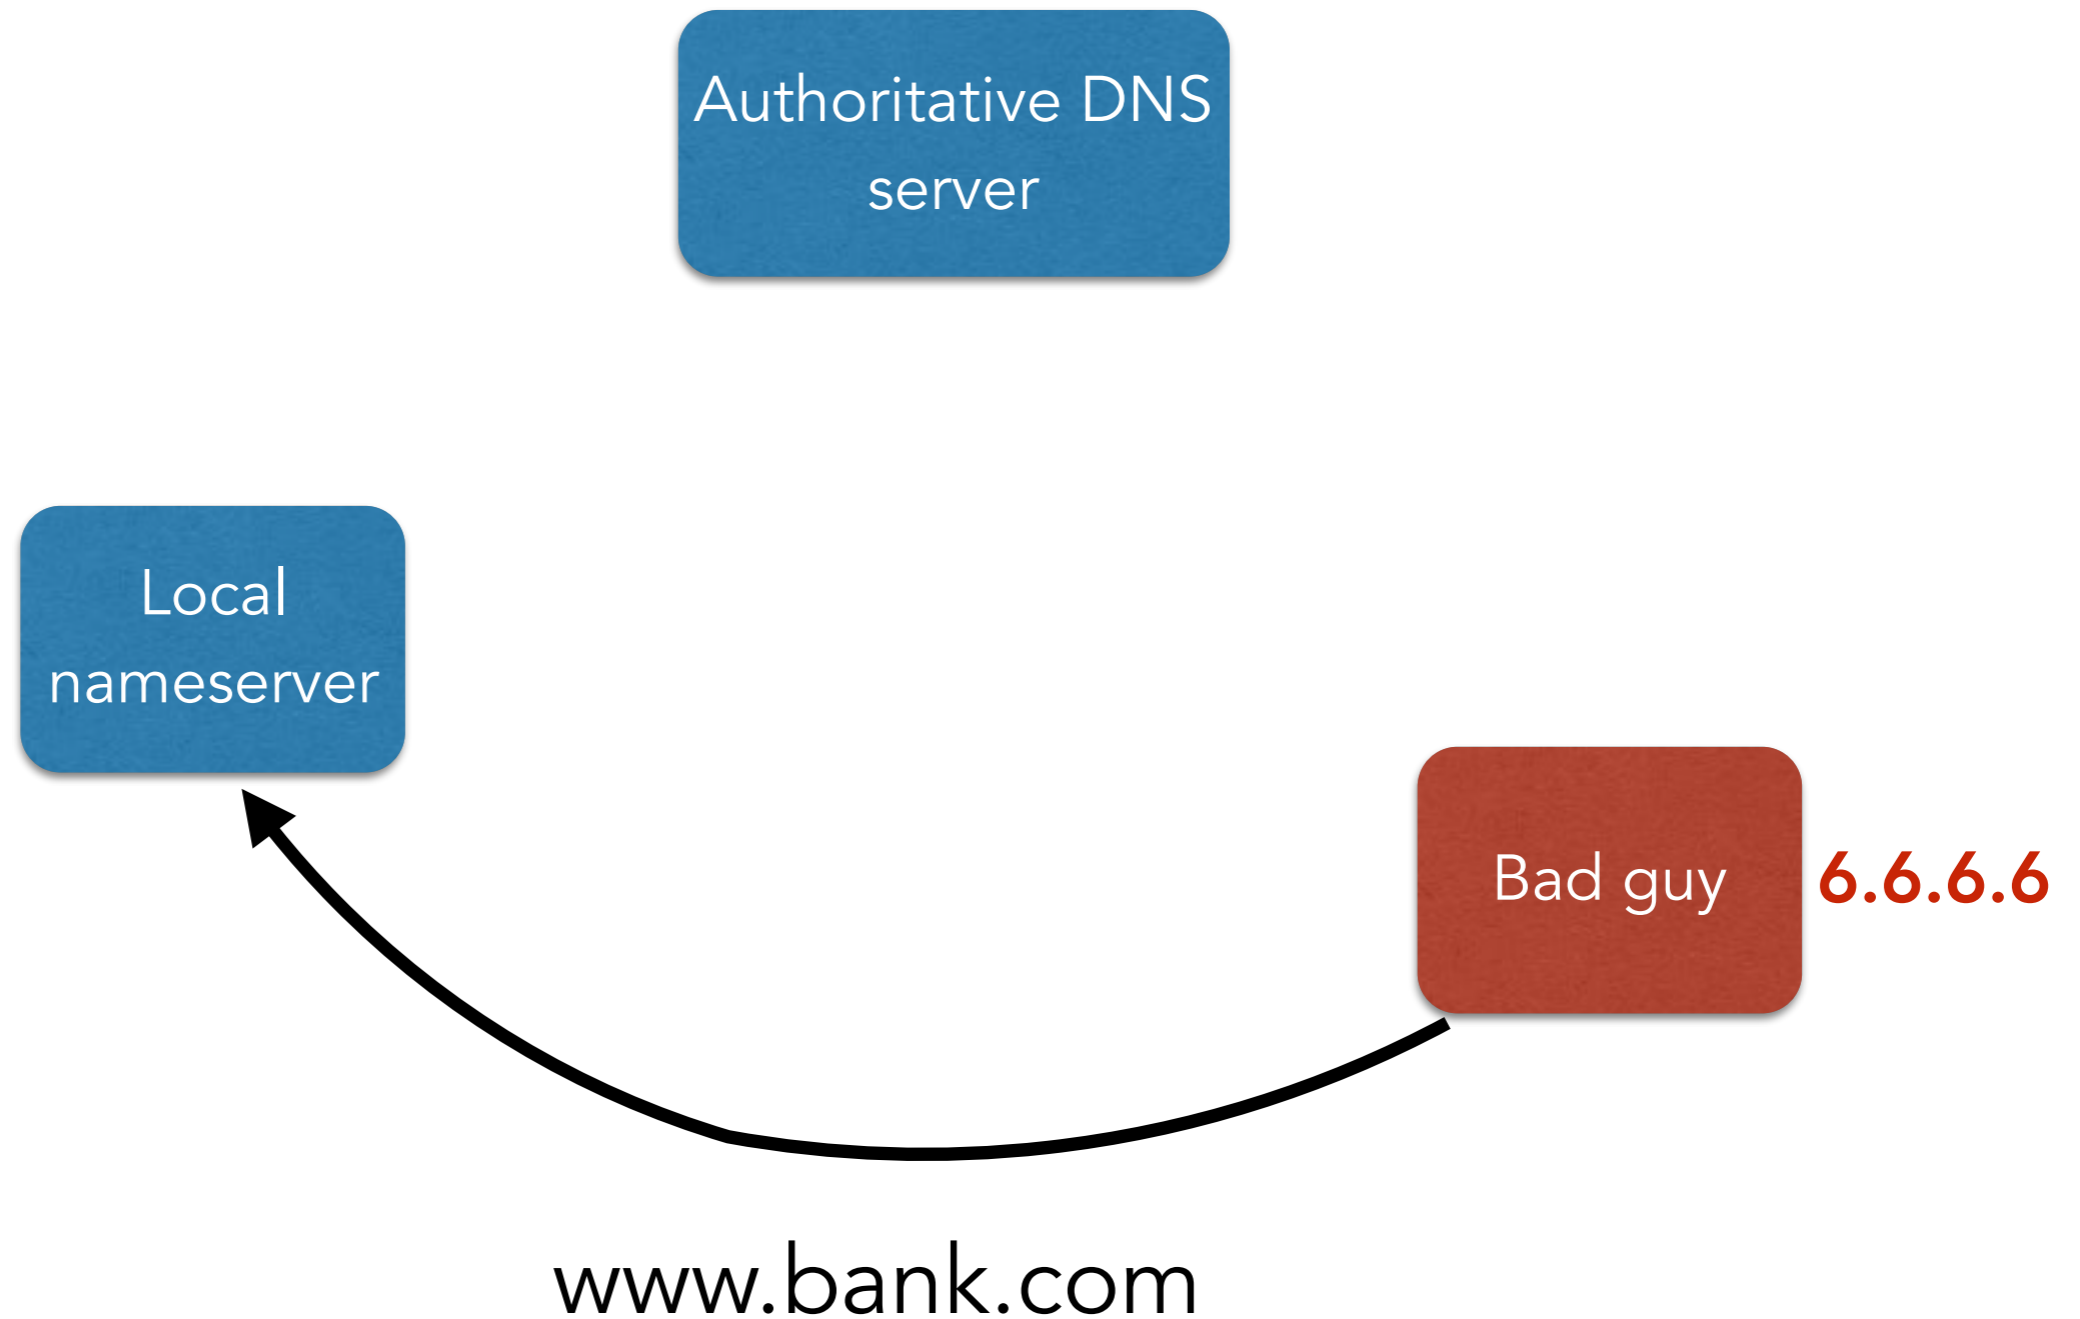 Authoritative DNS
server
Local
nameserver
Bad guy
6.6.6.6
www.bank.com